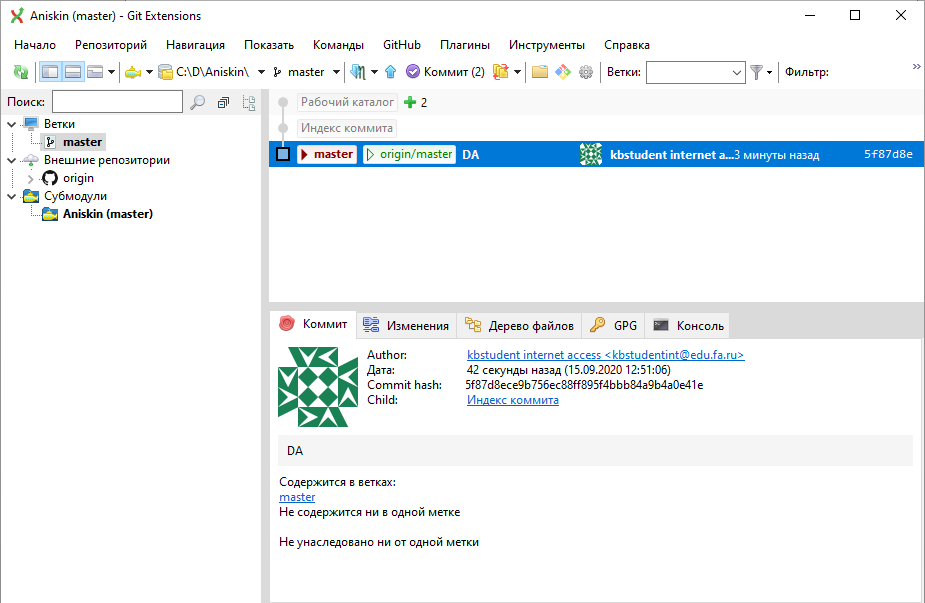 Aniskin (master) - Git Extensions
Начало Репозиторий Навигация Показать Команды GitHub Плагины Инструменты Справка
C:\D\Aniskin\ master Коммит (2) Ветки: Фильтр: »
Поиск:
Ветки
master
Внешние репозитории
origin
Субмодули
Aniskin (master)
Рабочий каталог 2
Индекс коммита
master origin/master DA kbstudent internet a...3 минуты назад 5f87d8e
Коммит Изменения Дерево файлов GPG Консоль
Author: kbstudent internet access <kbstudentint@edu.fa.ru>
Дата: 42 секунды назад (15.09.2020 12:51:06)
Commit hash: 5f87d8ece9b756ec88ff895f4bbb84a9b4a0e41e
Child: Индекс коммита
DA
Содержится в ветках:
master
Не содержится ни в одной метке
Не унаследовано ни от одной метки